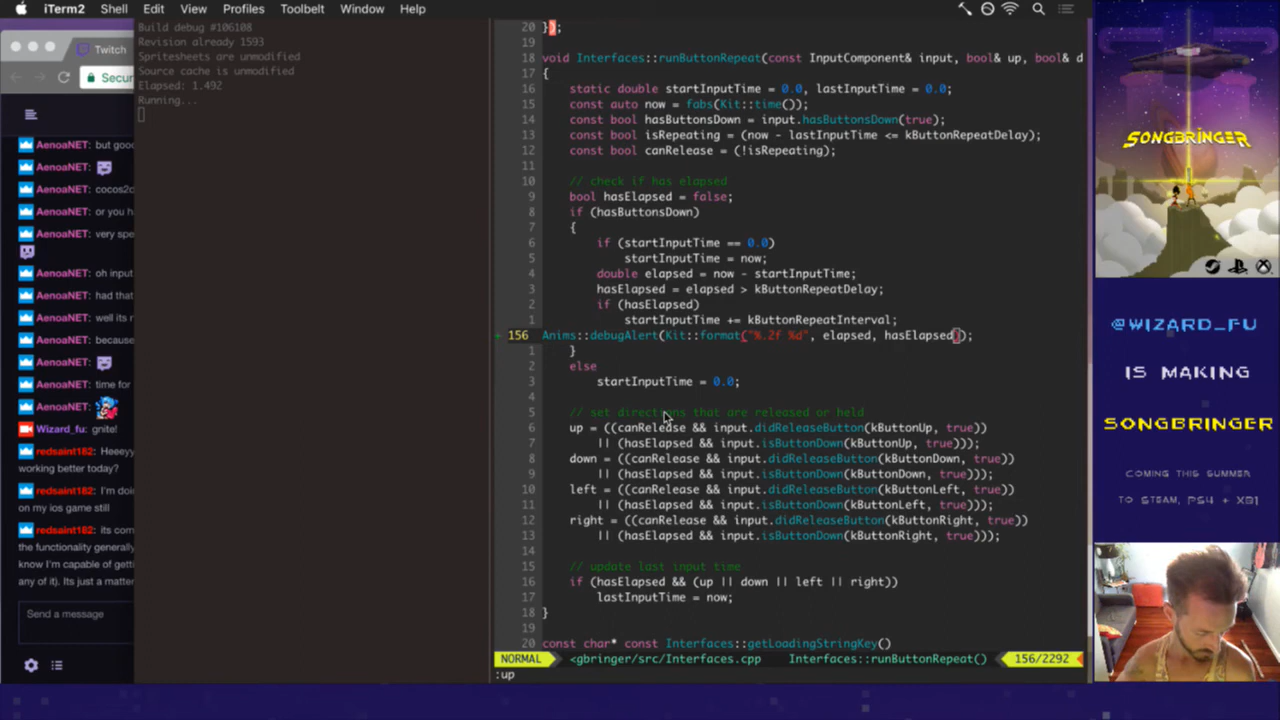 iTerm2 Shell Edit View Profiles Toolbelt Window Help
Twitch
Secur
AenoaNET: but good
AenoaNET:
AenoaNET: cocos2d
AenoaNET: or you h
AenoaNET: very spe
AenoaNET: oh input
AenoaNET: had that
AenoaNET: well its
AenoaNET: because
AenoaNET:
AenoaNET: time for
AenoaNET:
Wizard_fu: gnite!
redsaint182: Heeeyy
working better today?
redsaint182: I'm doi
on my ios game still
redsaint182: its com
the functionality generally
know I'm capable of getti
any of it). Its just a matte
Send a message
Build debug #106108
Revision already 1593
Spritesheets are unmodified
Source cache is unmodified
Elapsed: 1.492
Running...
20 });
19
18 void Interfaces::runButtonRepeat(const InputComponent& input, bool& up, bool& d
17 {
16 static double startInputTime = 0.0, lastInputTime = 0.0;
15 const auto now = fabs(Kit::time());
14 const bool hasButtonsDown = input.hasButtonsDown(true);
13 const bool isRepeating = (now - lastInputTime <= kButtonRepeatDelay);
12 const bool canRelease = (!isRepeating);
11
10 // check if has elapsed
9 bool hasElapsed = false;
8 if (hasButtonsDown)
7 {
6 if (startInputTime == 0.0)
5 startInputTime = now;
4 double elapsed = now - startInputTime;
3 hasElapsed = elapsed > kButtonRepeatDelay;
2 if (hasElapsed)
1 startInputTime += kButtonRepeatInterval;
+ 156 Anims::debugAlert(Kit::format("%.2f %d", elapsed, hasElapsed));
1 }
2 else
3 startInputTime = 0.0;
4
5 // set directions that are released or held
6 up = ((canRelease && input.didReleaseButton(kButtonUp, true))
7 || (hasElapsed && input.isButtonDown(kButtonUp, true)));
8 down = ((canRelease && input.didReleaseButton(kButtonDown, true))
9 || (hasElapsed && input.isButtonDown(kButtonDown, true)));
10 left = ((canRelease && input.didReleaseButton(kButtonLeft, true))
11 || (hasElapsed && input.isButtonDown(kButtonLeft, true)));
12 right = ((canRelease && input.didReleaseButton(kButtonRight, true))
13 || (hasElapsed && input.isButtonDown(kButtonRight, true)));
14
15 // update last input time
16 if (hasElapsed && (up || down || left || right))
17 lastInputTime = now;
18 }
19
20 const char* const Interfaces::getLoadingStringKey()
NORMAL <gbringer/src/Interfaces.cpp Interfaces::runButtonRepeat() 156/2292
:up
SONGBRINGER
@WIZARD_FU
IS MAKING
SONGBRINGER
COMING THIS SUMMER
TO STEAM, PS4 + XB1